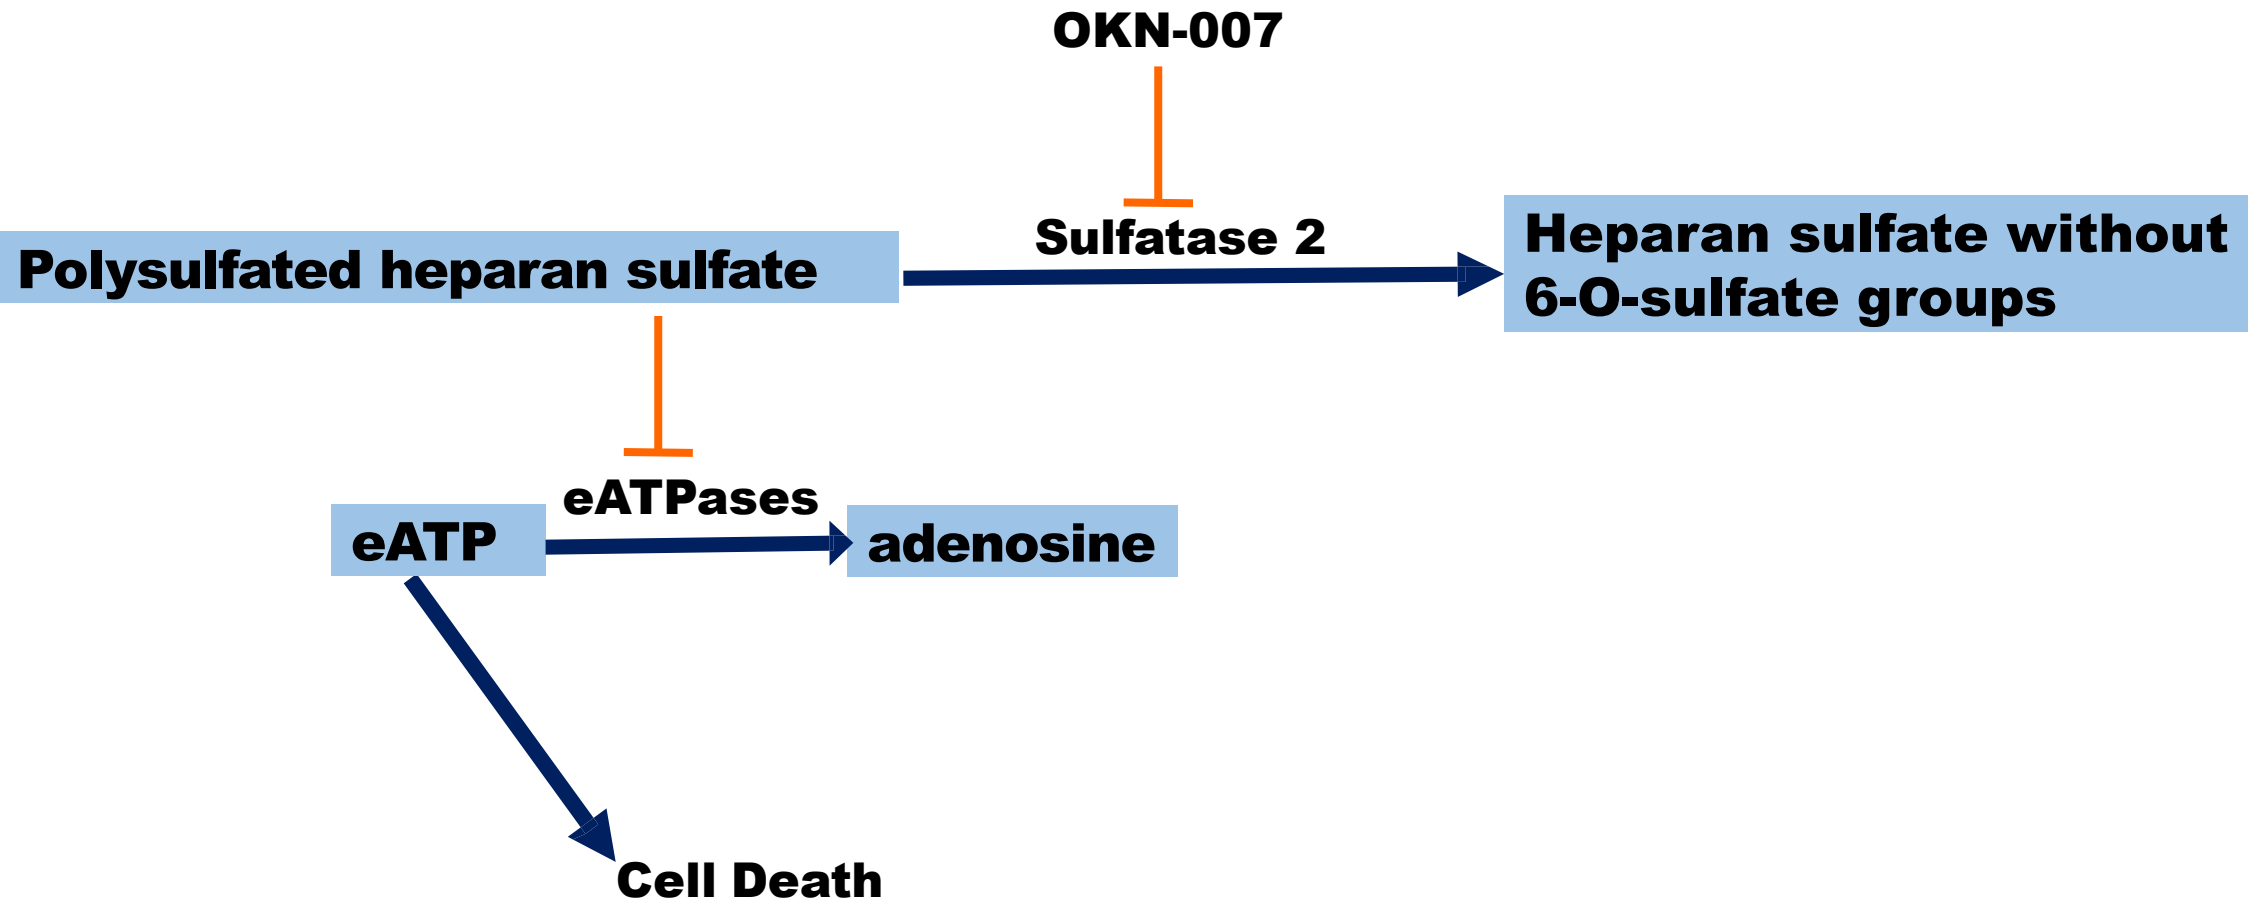 OKN-007
Sulfatase 2
Polysulfated heparan sulfate
Heparan sulfate without
6-O-sulfate groups
eATPases
eATP
adenosine
Cell Death